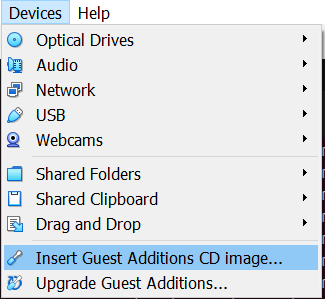 Devices Help
Optical Drives
Audio
Network
USB
Webcams
Shared Folders
Shared Clipboard
Drag and Drop
Insert Guest Additions CD image...
Upgrade Guest Additions...